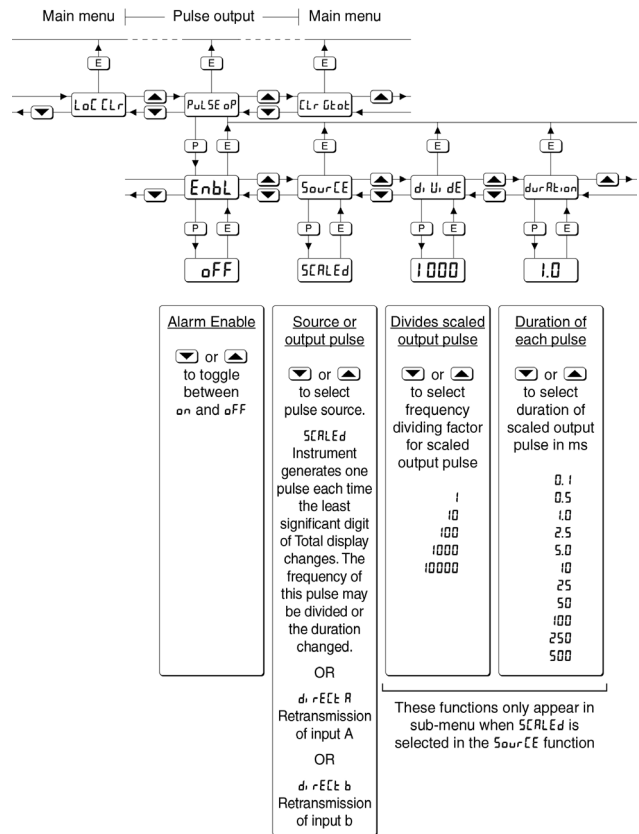 Main menu Pulse output Main menu
E E E
LoC CLr PuLSE oP CLr Gtot
P E E E E
EnbL SourCE diVidE durAtion
P E P E P E P E
oFF SCALEd 1000 1.0
Alarm Enable
or
to toggle
between
on and oFF
Source or
output pulse
or
to select
pulse source.
SCALEd
Instrument
generates one
pulse each time
the least
significant digit
of Total display
changes. The
frequency of
this pulse may
be divided or
the duration
changed.
OR
dirECt A
Retransmission
of input A
OR
dirECt b
Retransmission
of input b
Divides scaled
output pulse
or
to select
frequency
dividing factor
for scaled
output pulse
1
10
100
1000
10000
Duration of
each pulse
or
to select
duration of
scaled output
pulse in ms
0.1
0.5
1.0
2.5
5.0
10
25
50
100
250
500
These functions only appear in
sub-menu when SCALEd is
selected in the SourCE function